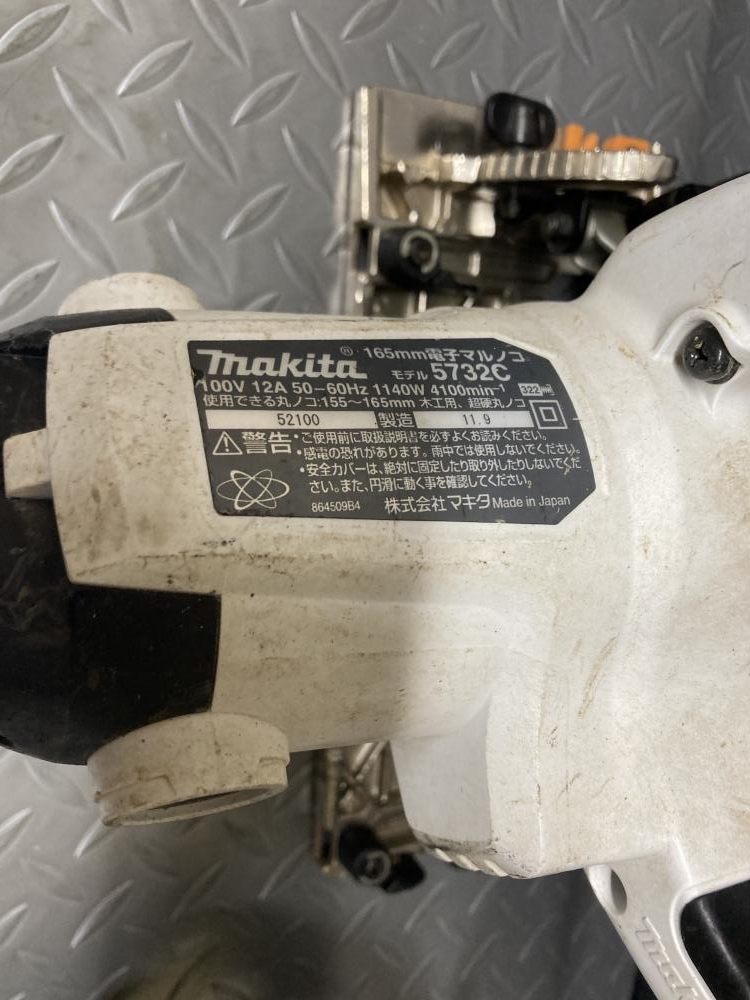 makita® 165mm電子マルノコ
モデル 5732C
100V 12A 50-60Hz 1140W 4100min⁻¹
使用できる丸ノコ:155~165mm 木工用、超硬丸ノコ
52100 製造 11.9
警告 •ご使用前に取扱説明書を必ずよくお読みください。
•感電の恐れがあります。雨中では使用しないでください。
•安全カバーは、絶対に固定したり取り外したりしないでくだ
さい。また、円滑に動く事を確認してください。
864509B4 株式会社マキタ Made in Japan